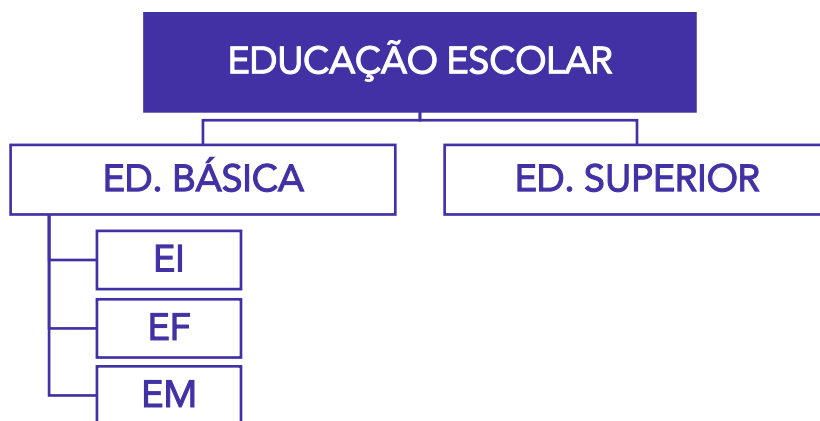 EDUCAÇÃO ESCOLAR
ED. BÁSICA
ED. SUPERIOR
EI
EF
EM